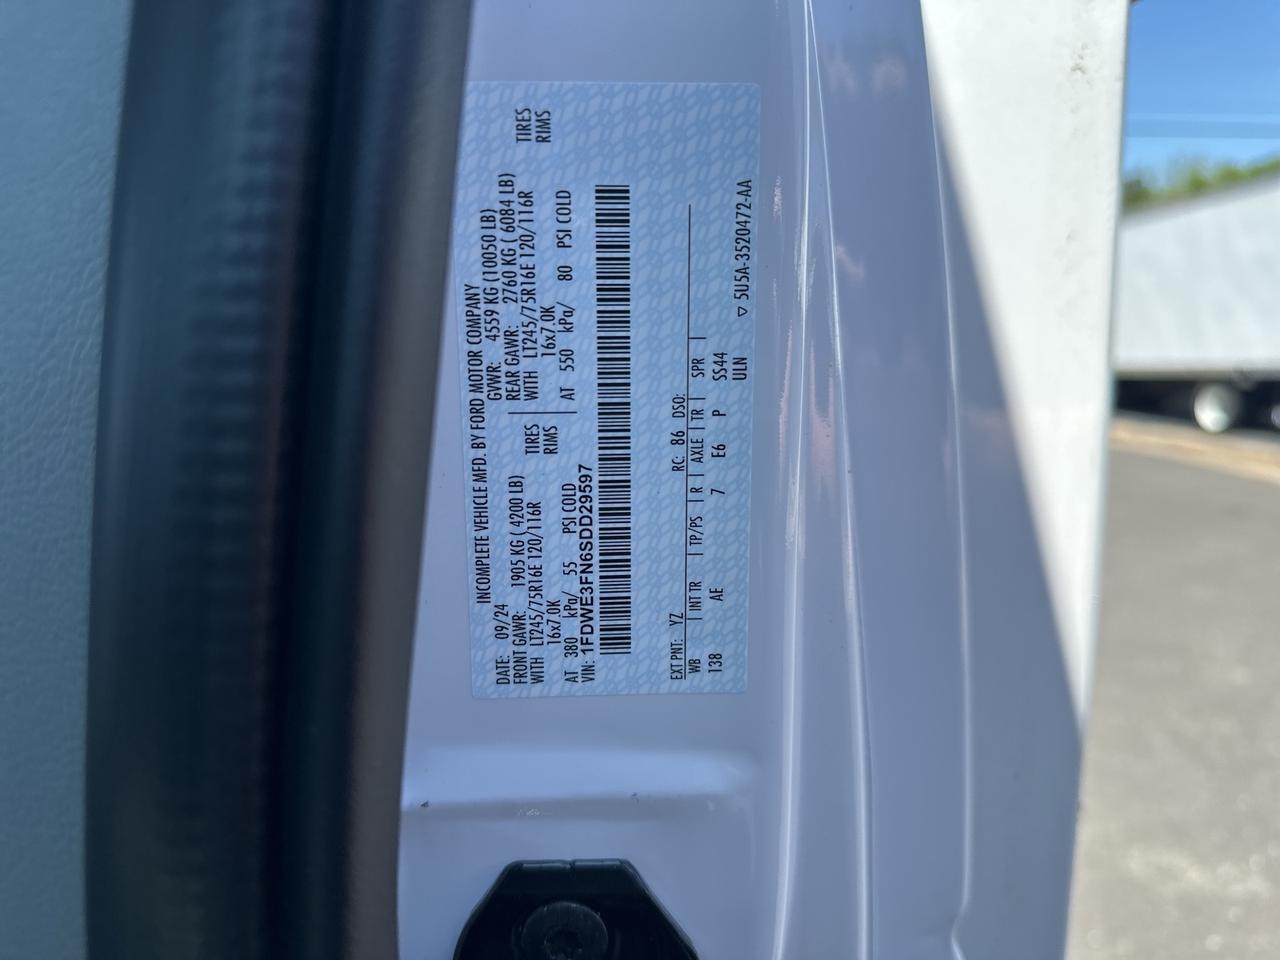 INCOMPLETE VEHICLE MFD. BY FORD MOTOR COMPANY
DATE: 09/24 GVWR: 4559 KG (10050 LB)
FRONT GAWR: 1905 KG ( 4200 LB) REAR GAWR: 2760 KG ( 6084 LB)
WITH LT245/75R16E 120/116R TIRES WITH LT245/75R16E 120/116R TIRES
16x7.0K RIMS 16x7.0K RIMS
AT 380 kPa/ 55 PSI COLD AT 550 kPa/ 80 PSI COLD
VIN: 1FDWE3FN6SDD29597
EXT PNT: YZ RC: 86 DSO:
WB INT TR TP/PS R AXLE TR SPR
138 AE 7 E6 P SS44
ULN
▽ 5U5A-3520472-AA